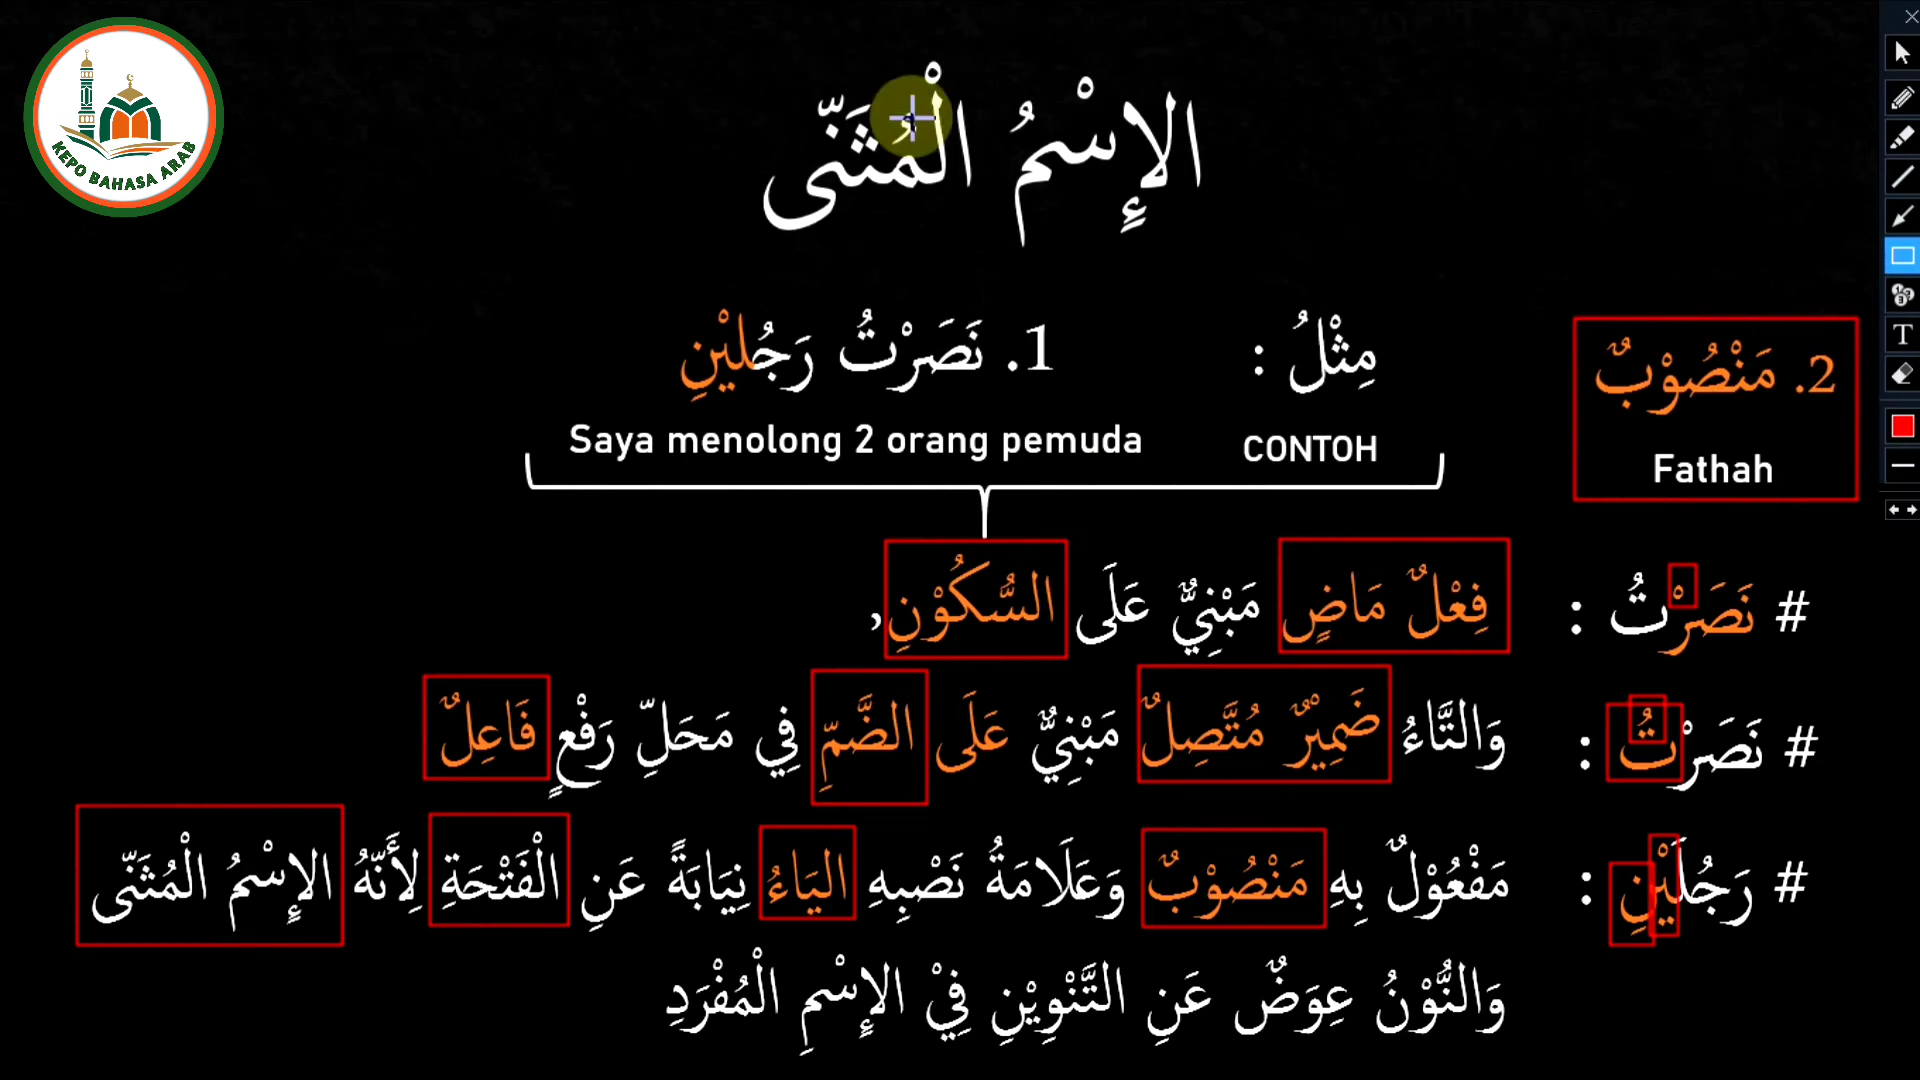 KEPO BAHASA ARAB
الإِسْمُ الْمُثَنَّى
2. مَنْصُوْبٌ
Fathah
مِثْلُ : 1. نَصَرْتُ رَجُليْنِ
CONTOH
Saya menolong 2 orang pemuda
# نَصَرْتُ : فِعْلٌ مَاضٍ مَبْنِيٌّ عَلَى السُّكُوْنِ,
# نَصَرْتُ : وَالتَّاءُ ضَمِيْرٌ مُتَّصِلٌ مَبْنِيٌّ عَلَى الضَّمِّ فِي مَحَلِّ رَفْعٍ فَاعِلٌ
# رَجُلَيْنِ : مَفْعُوْلٌ بِهِ مَنْصُوْبٌ وَعَلَامَةُ نَصْبِهِ اليَاءُ نِيَابَةً عَنِ الْفَتْحَةِ لِأَنَّهُ الإِسْمُ الْمُثَنَّى
وَالنُّوْنُ عِوَضٌ عَنِ التَّنْوِيْنِ فِيْ الإِسْمِ الْمُفْرَدِ